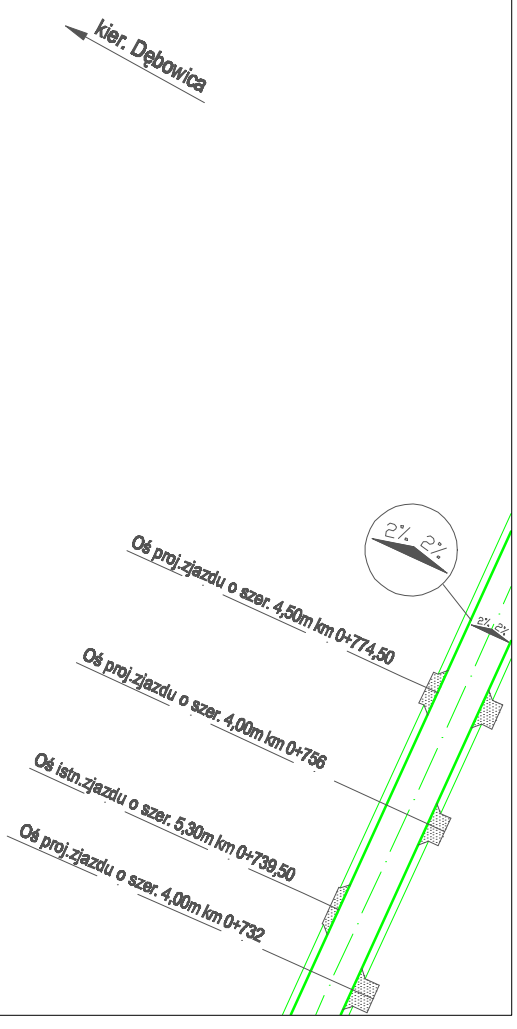 kier. Dębowica
2% 2%
Oś proj.zjazdu o szer. 4,50m km 0+774,50
2% 2%
Oś proj.zjazdu o szer. 4,00m km 0+756
Oś istn.zjazdu o szer. 5,30m km 0+739,50
Oś proj.zjazdu o szer. 4,00m km 0+732